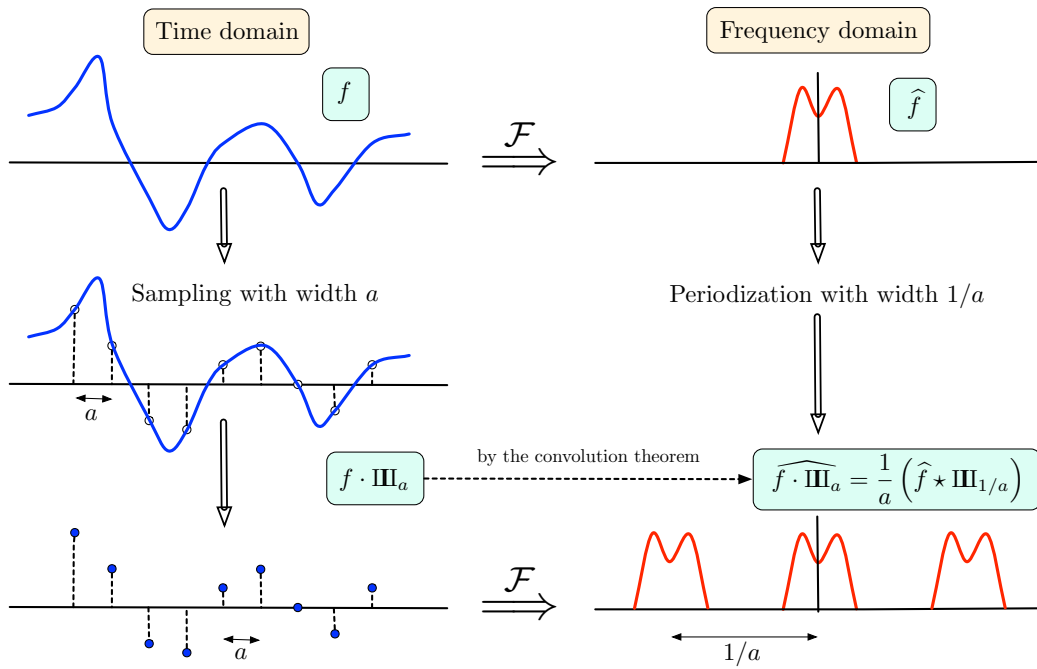 Time domain
Frequency domain
f
f̂
ℱ
Sampling with width a
Periodization with width 1/a
a
by the convolution theorem
f · Ш_a
\widehat{f · Ш_a} = \frac{1}{a} ( f̂ ⋆ Ш_{1/a} )
ℱ
a
1/a